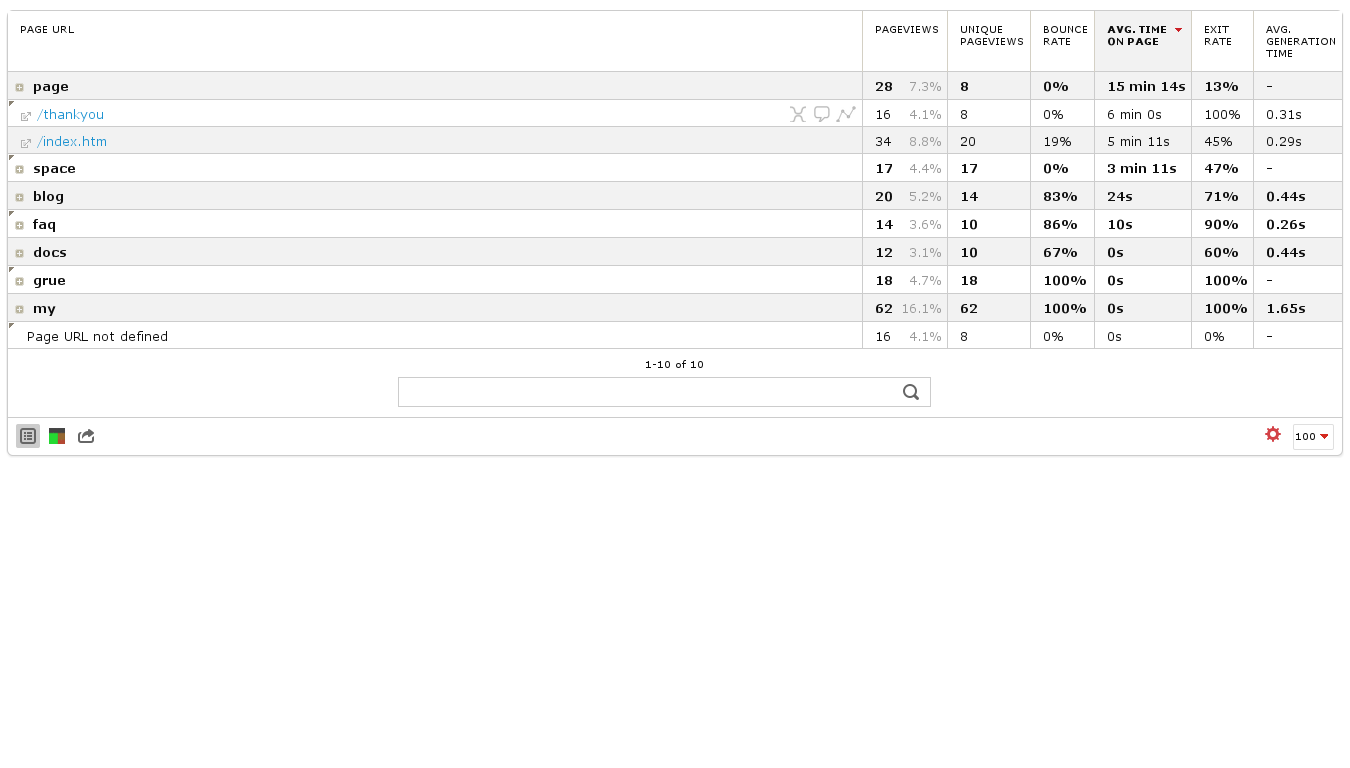 PAGE URL PAGEVIEWS UNIQUE PAGEVIEWS BOUNCE RATE AVG. TIME ON PAGE EXIT RATE AVG. GENERATION TIME
page 28 7.3% 8 0% 15 min 14s 13% -
/thankyou 16 4.1% 8 0% 6 min 0s 100% 0.31s
/index.htm 34 8.8% 20 19% 5 min 11s 45% 0.29s
space 17 4.4% 17 0% 3 min 11s 47% -
blog 20 5.2% 14 83% 24s 71% 0.44s
faq 14 3.6% 10 86% 10s 90% 0.26s
docs 12 3.1% 10 67% 0s 60% 0.44s
grue 18 4.7% 18 100% 0s 100% -
my 62 16.1% 62 100% 0s 100% 1.65s
Page URL not defined 16 4.1% 8 0% 0s 0% -
1-10 of 10
100